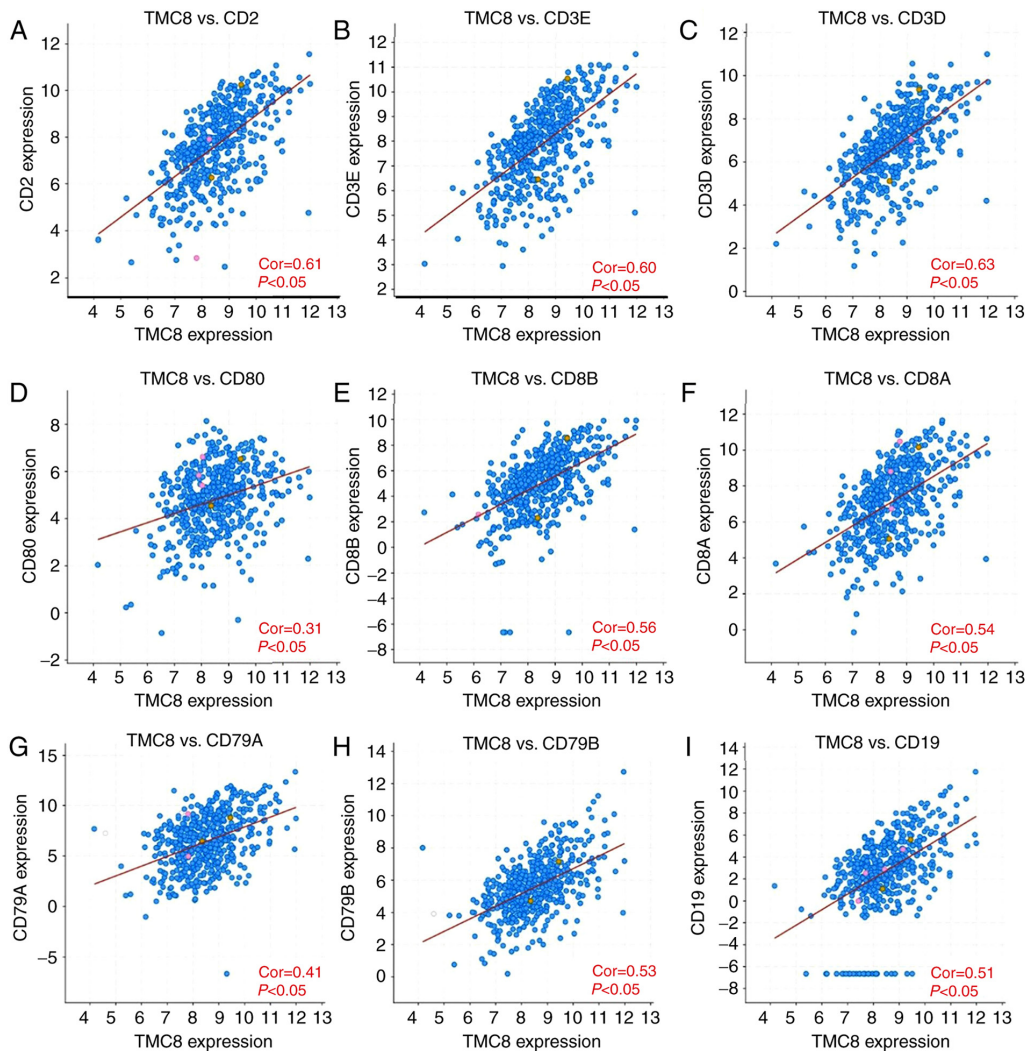 A
TMC8 vs. CD2
CD2 expression
12
10
8
6
4
2
Cor=0.61
P<0.05
4 5 6 7 8 9 10 11 12 13
TMC8 expression
B
TMC8 vs. CD3E
CD3E expression
12
11
10
9
8
7
6
5
4
3
2
Cor=0.60
P<0.05
4 5 6 7 8 9 10 11 12 13
TMC8 expression
C
TMC8 vs. CD3D
CD3D expression
12
10
8
6
4
2
0
Cor=0.63
P<0.05
4 5 6 7 8 9 10 11 12 13
TMC8 expression
D
TMC8 vs. CD80
CD80 expression
8
6
4
2
0
−2
Cor=0.31
P<0.05
4 5 6 7 8 9 10 11 12 13
TMC8 expression
E
TMC8 vs. CD8B
CD8B expression
12
10
8
6
4
2
0
−2
−4
−6
−8
Cor=0.56
P<0.05
4 5 6 7 8 9 10 11 12 13
TMC8 expression
F
TMC8 vs. CD8A
CD8A expression
12
10
8
6
4
2
0
Cor=0.54
P<0.05
4 5 6 7 8 9 10 11 12 13
TMC8 expression
G
TMC8 vs. CD79A
CD79A expression
15
10
5
0
−5
Cor=0.41
P<0.05
4 5 6 7 8 9 10 11 12 13
TMC8 expression
H
TMC8 vs. CD79B
CD79B expression
14
12
10
8
6
4
2
0
Cor=0.53
P<0.05
4 5 6 7 8 9 10 11 12 13
TMC8 expression
I
TMC8 vs. CD19
CD19 expression
14
12
10
8
6
4
2
0
−2
−4
−6
−8
Cor=0.51
P<0.05
4 5 6 7 8 9 10 11 12 13
TMC8 expression